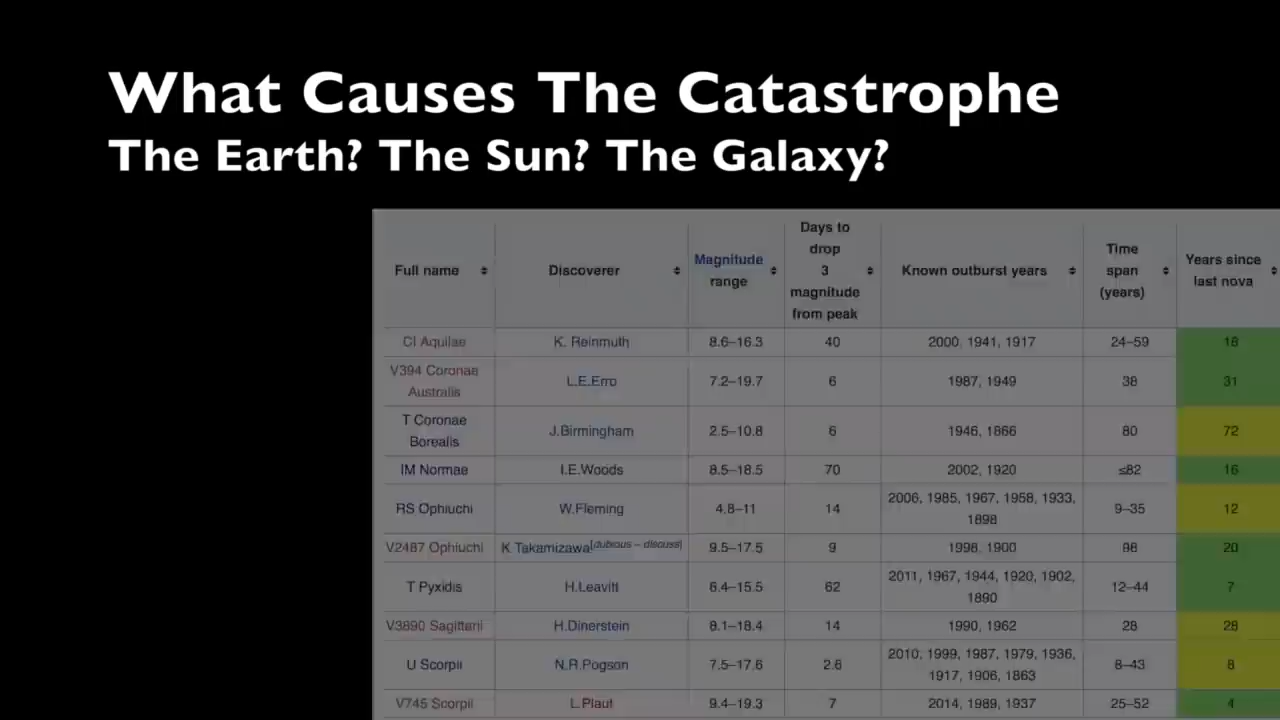 What Causes The Catastrophe
The Earth? The Sun? The Galaxy?
Full name Discoverer Magnitude range Days to drop 3 magnitude from peak Known outburst years Time span (years) Years since last nova
CI Aquilae K. Reinmuth 8.6–16.3 40 2000, 1941, 1917 24–59 18
V394 Coronae Australis L.E.Erro 7.2–19.7 6 1987, 1949 38 31
T Coronae Borealis J.Birmingham 2.5–10.8 6 1946, 1866 80 72
IM Normae I.E.Woods 8.5–18.5 70 2002, 1920 ≤82 16
RS Ophiuchi W.Fleming 4.8–11 14 2006, 1985, 1967, 1958, 1933, 1898 9–35 12
V2487 Ophiuchi K.Takamizawa[dubious – discuss] 9.5–17.5 9 1998, 1900 98 20
T Pyxidis H.Leavitt 6.4–15.5 62 2011, 1967, 1944, 1920, 1902, 1890 12–44 7
V3890 Sagittarii H.Dinerstein 8.1–18.4 14 1990, 1962 28 28
U Scorpii N.R.Pogson 7.5–17.6 2.6 2010, 1999, 1987, 1979, 1936, 1917, 1906, 1863 8–43 8
V745 Scorpii L.Plaut 9.4–19.3 7 2014, 1989, 1937 25–52 4